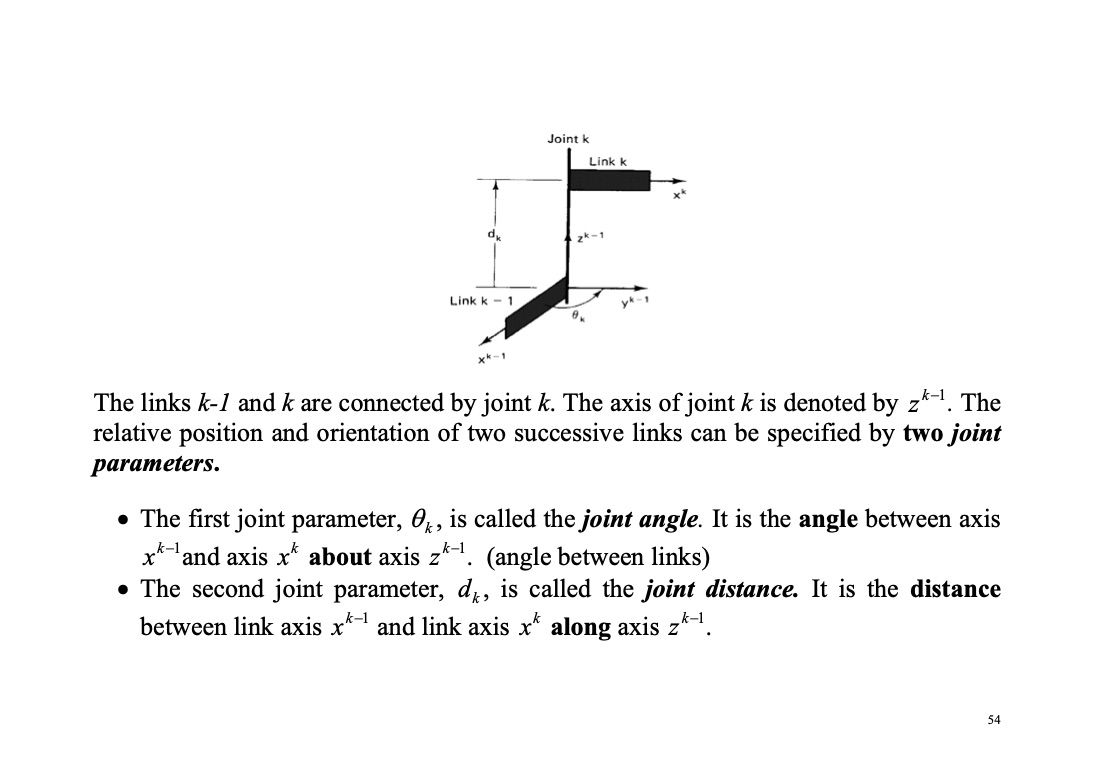 Joint k
Link k
x^k
d_k
z^{k-1}
Link k – 1
y^{k-1}
θ_k
x^{k-1}
The links k-1 and k are connected by joint k. The axis of joint k is denoted by z^{k-1}. The
relative position and orientation of two successive links can be specified by two joint
parameters.
• The first joint parameter, θ_k, is called the joint angle. It is the angle between axis
x^{k-1} and axis x^k about axis z^{k-1}. (angle between links)
• The second joint parameter, d_k, is called the joint distance. It is the distance
between link axis x^{k-1} and link axis x^k along axis z^{k-1}.
54